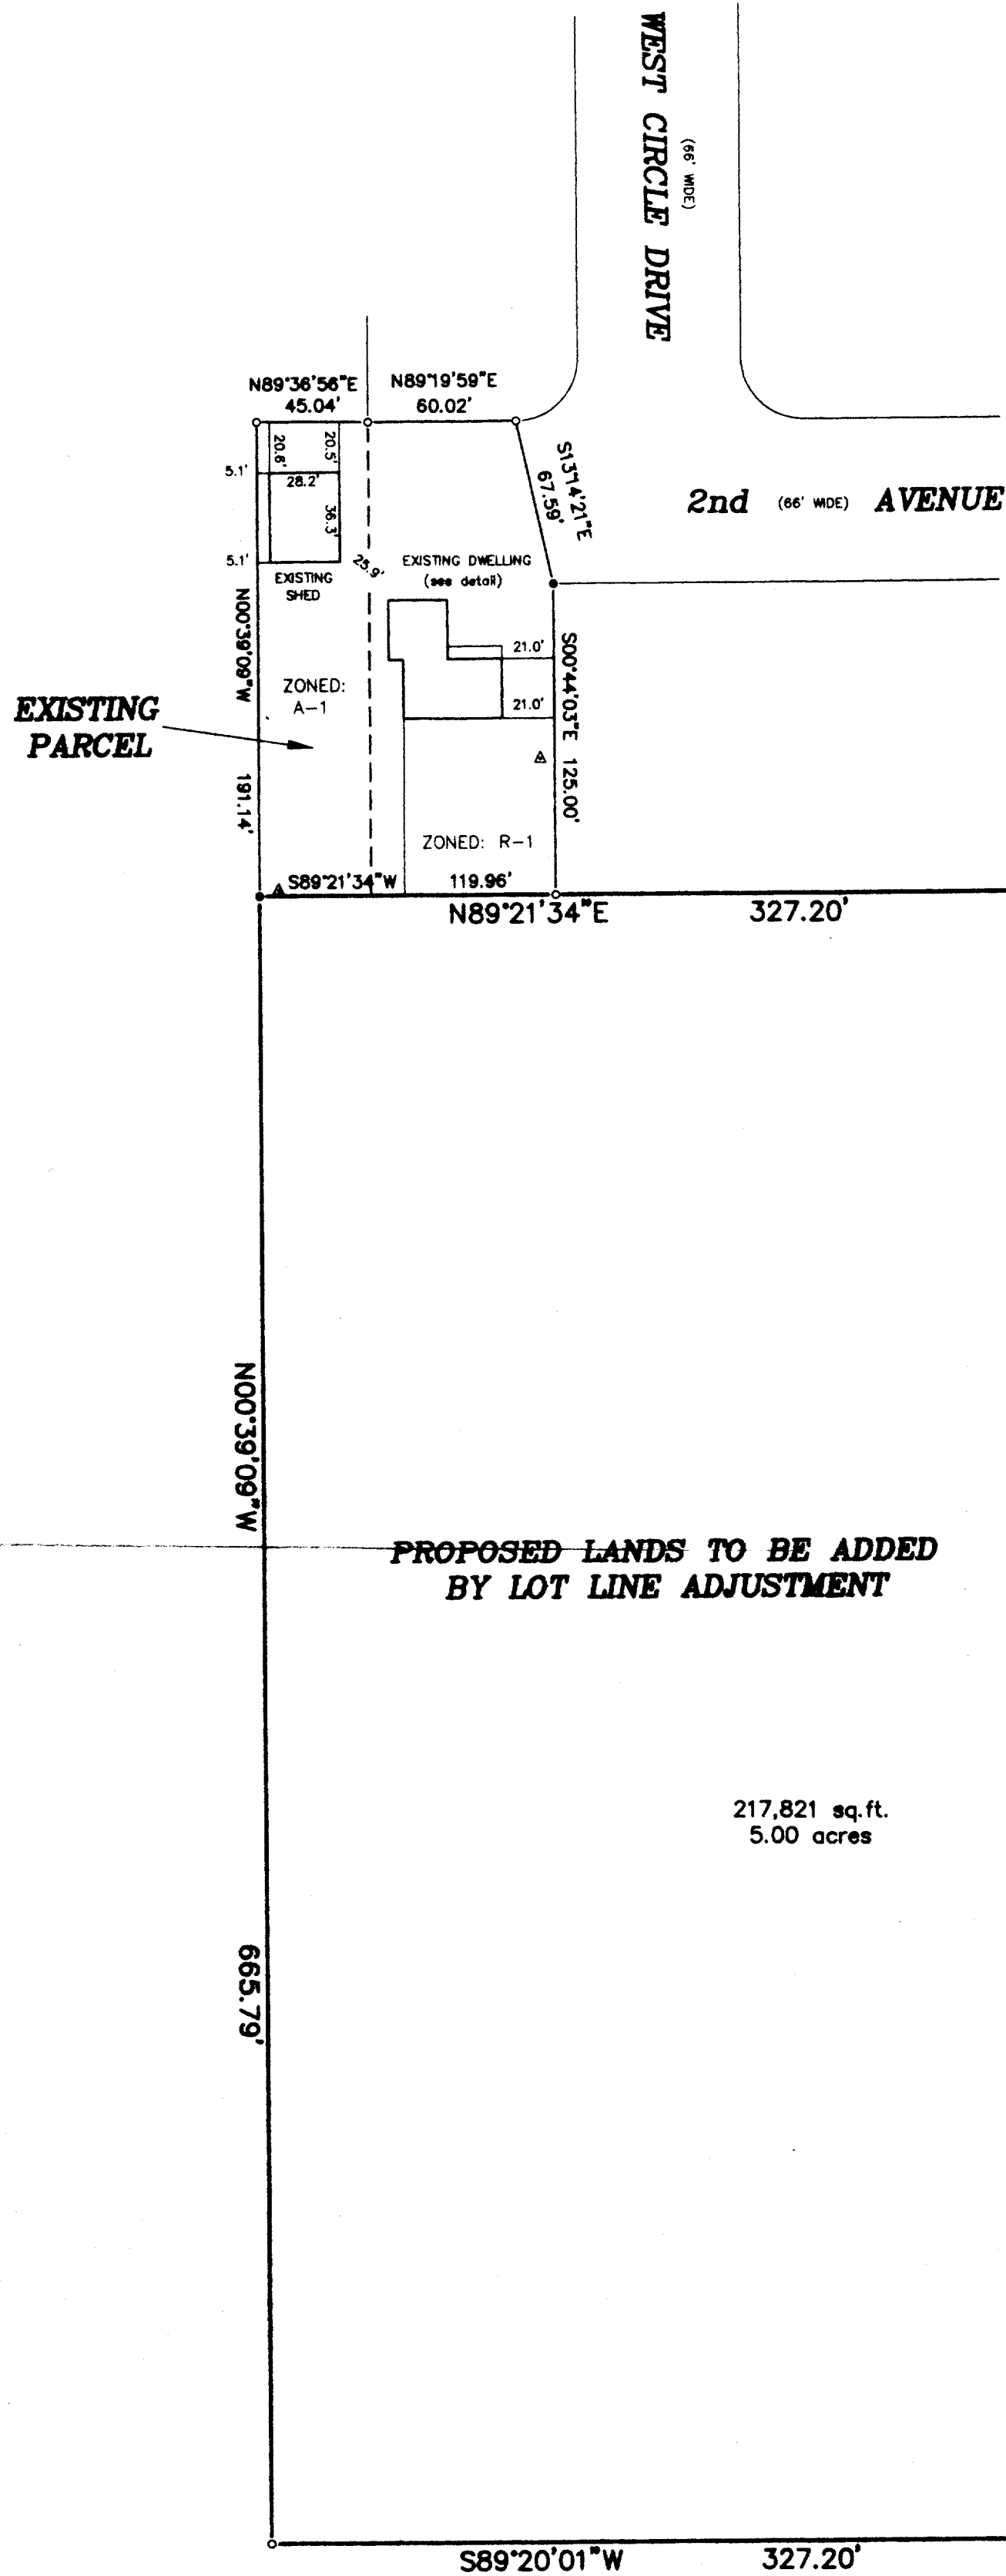 WEST CIRCLE DRIVE
(66' WIDE)
N89°36'56"E
45.04'
N89°19'59"E
60.02'
S13°14'21"E
67.59'
2nd (66' WIDE) AVENUE
20.6'
20.5'
5.1'
28.2'
36.3'
5.1'
EXISTING
SHED
25.9'
EXISTING DWELLING
(see detail)
21.0'
21.0'
N00°39'09"W
191.14'
S00°44'03"E 125.00'
ZONED:
A-1
EXISTING
PARCEL
ZONED: R-1
S89°21'34"W 119.96'
N89°21'34"E 327.20'
N00°39'09"W
665.79'
PROPOSED LANDS TO BE ADDED
BY LOT LINE ADJUSTMENT
217,821 sq.ft.
5.00 acres
S89°20'01"W 327.20'